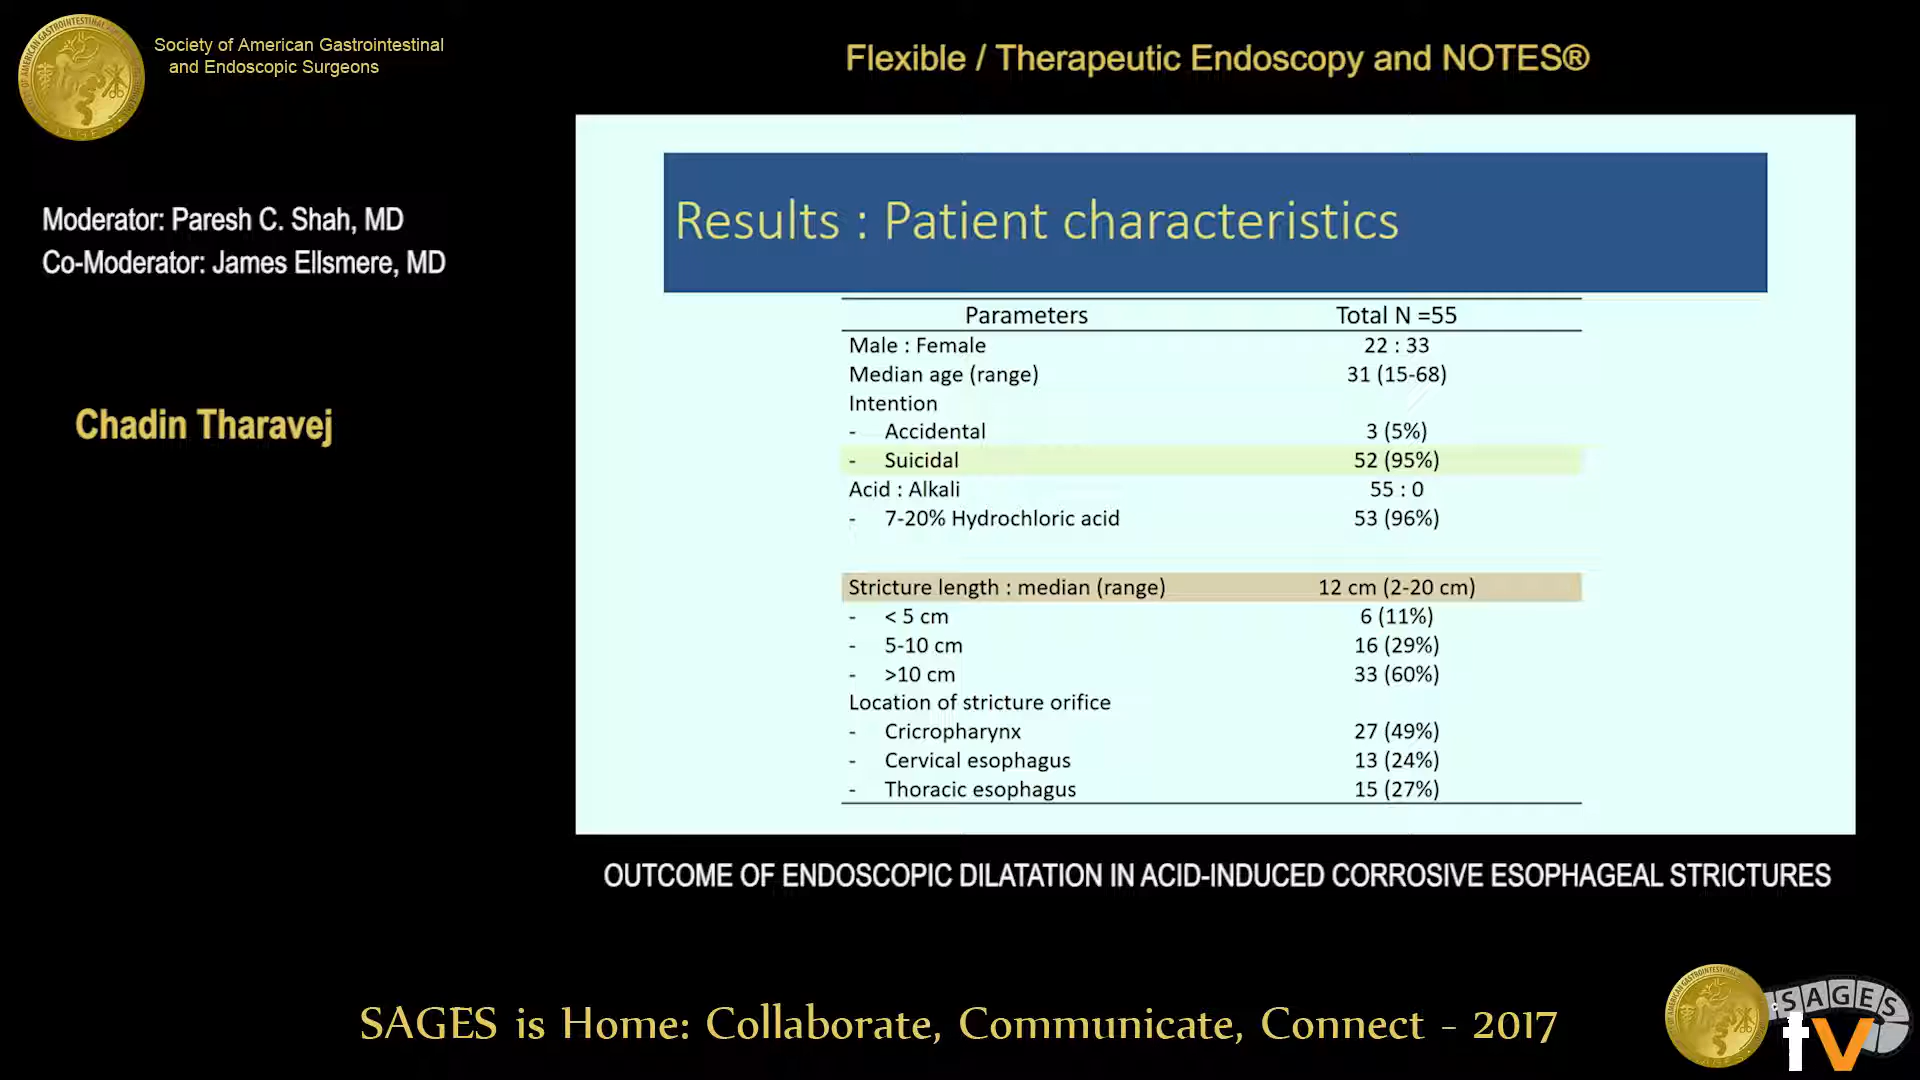 Society of American Gastrointestinal
and Endoscopic Surgeons
Flexible / Therapeutic Endoscopy and NOTES®
Moderator: Paresh C. Shah, MD
Co-Moderator: James Ellsmere, MD
Chadin Tharavej
Results : Patient characteristics
Parameters Total N =55
Male : Female 22 : 33
Median age (range) 31 (15-68)
Intention
- Accidental 3 (5%)
- Suicidal 52 (95%)
Acid : Alkali 55 : 0
- 7-20% Hydrochloric acid 53 (96%)
Stricture length : median (range) 12 cm (2-20 cm)
- < 5 cm 6 (11%)
- 5-10 cm 16 (29%)
- >10 cm 33 (60%)
Location of stricture orifice
- Cricropharynx 27 (49%)
- Cervical esophagus 13 (24%)
- Thoracic esophagus 15 (27%)
OUTCOME OF ENDOSCOPIC DILATATION IN ACID-INDUCED CORROSIVE ESOPHAGEAL STRICTURES
SAGES is Home: Collaborate, Communicate, Connect - 2017
SAGES
tv